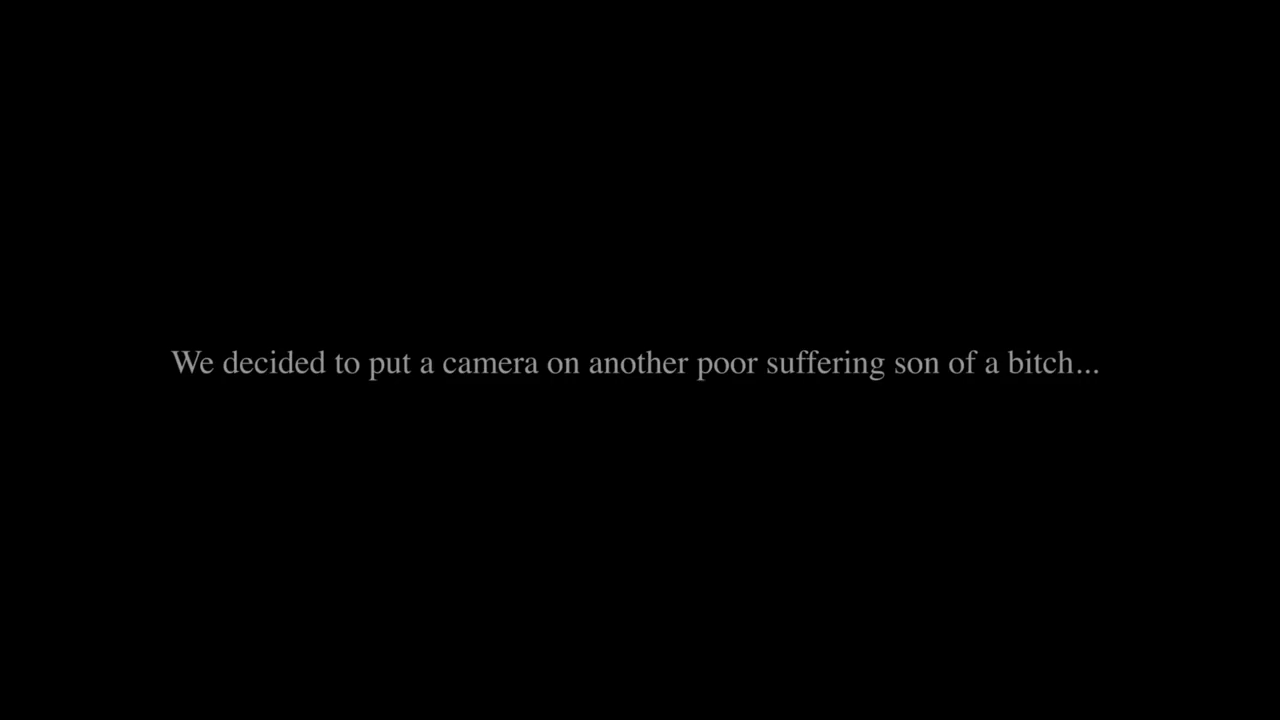 We decided to put a camera on another poor suffering son of a bitch...